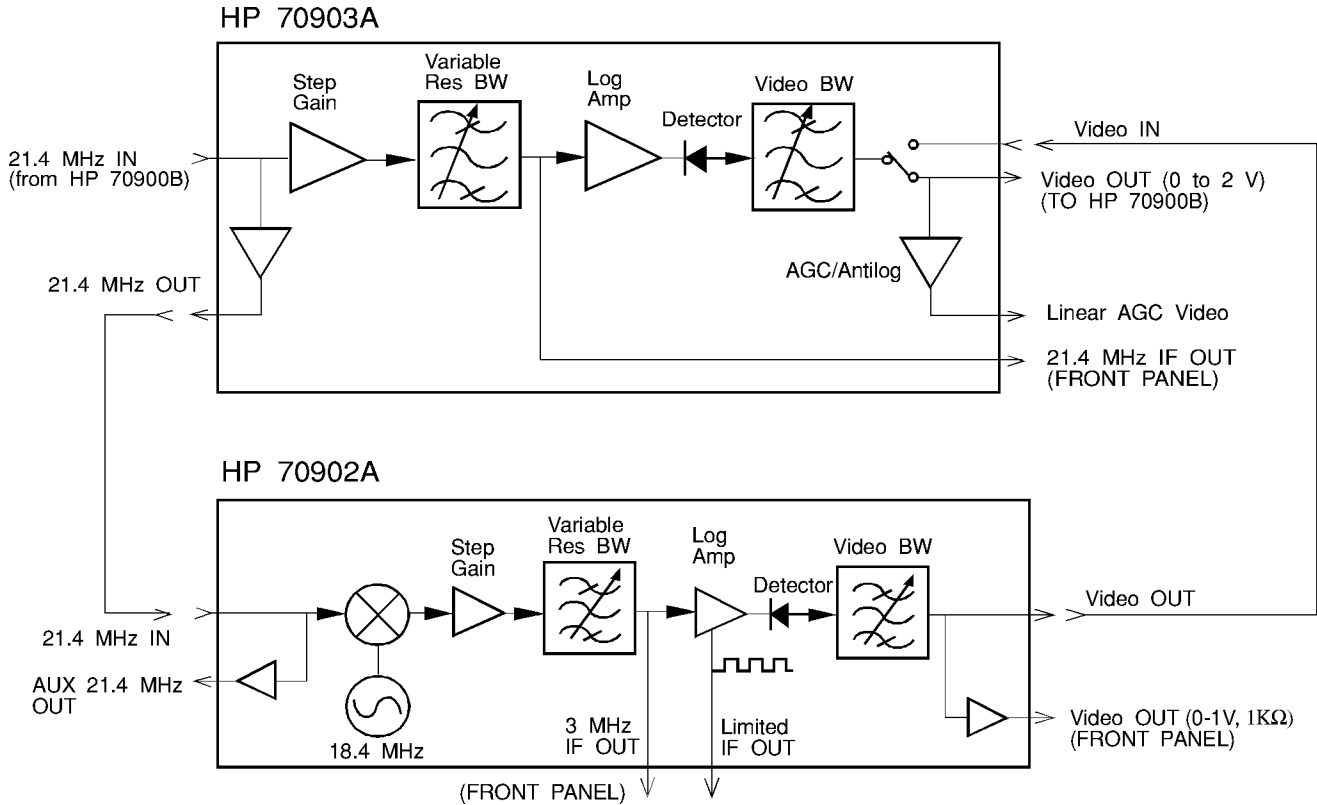 HP 70903A
Step
Gain
Variable
Res BW
Log
Amp
Detector
Video BW
21.4 MHz IN
(from HP 70900B)
Video IN
Video OUT (0 to 2 V)
(TO HP 70900B)
AGC/Antilog
21.4 MHz OUT
Linear AGC Video
21.4 MHz IF OUT
(FRONT PANEL)
HP 70902A
Step
Gain
Variable
Res BW
Log
Amp
Detector
Video BW
21.4 MHz IN
Video OUT
AUX 21.4 MHz
OUT
18.4 MHz
3 MHz
IF OUT
Limited
IF OUT
Video OUT (0-1V, 1KΩ)
(FRONT PANEL)
(FRONT PANEL)